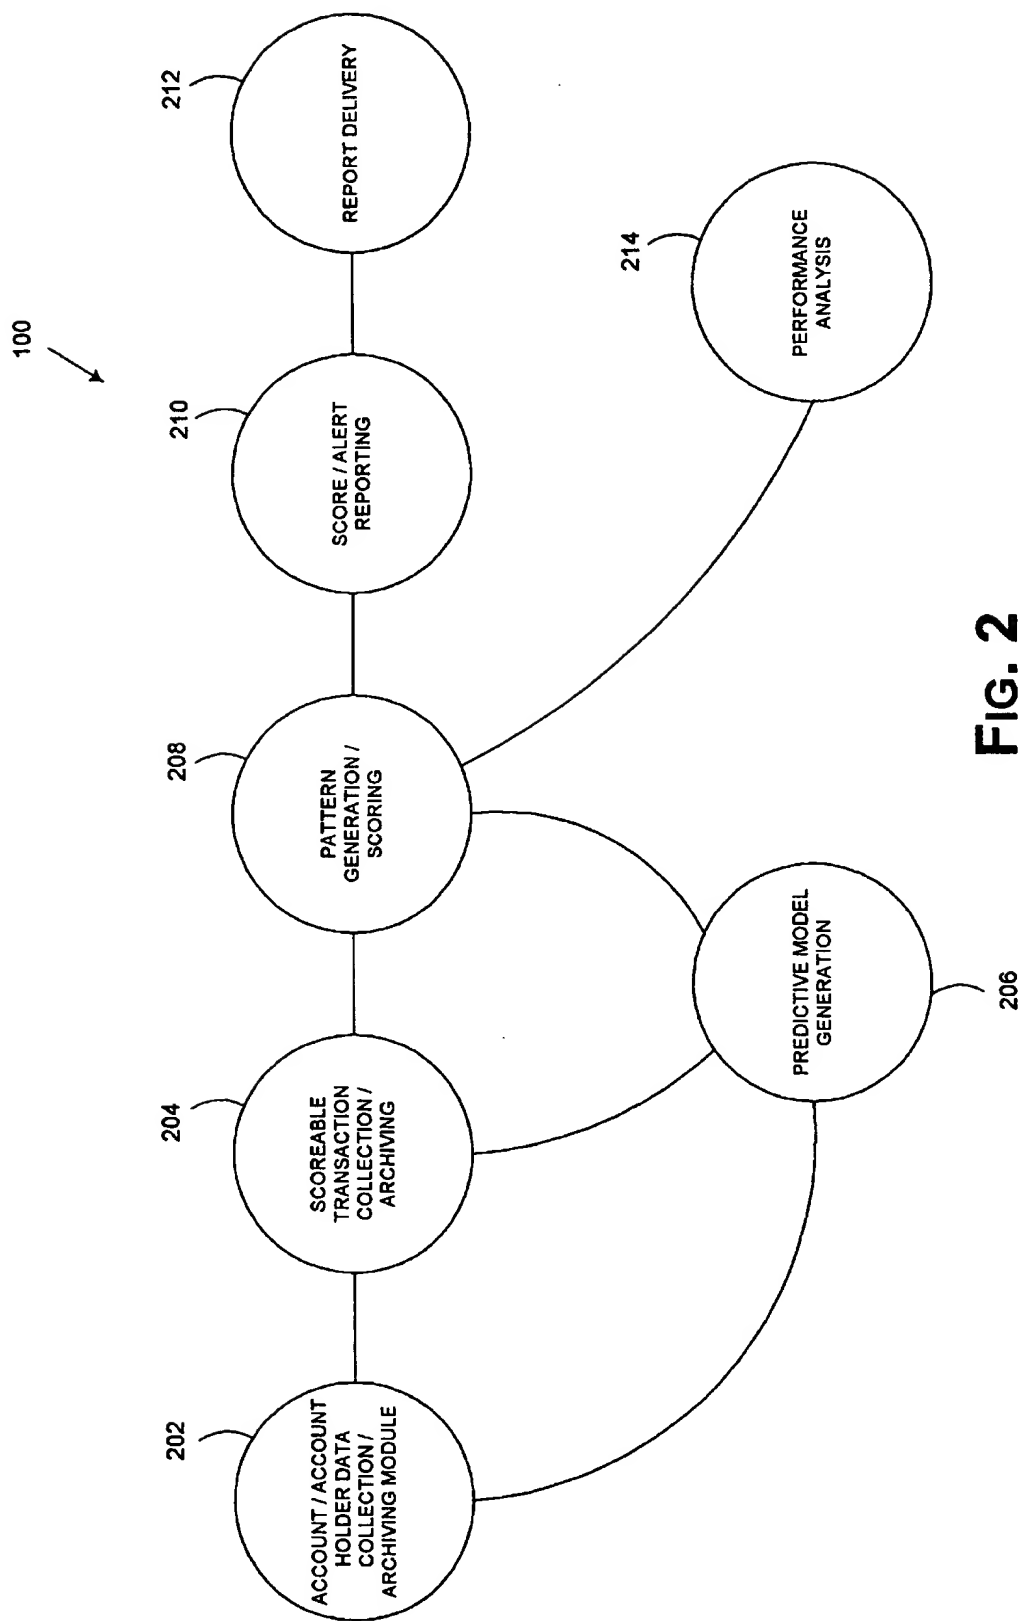 100
202
ACCOUNT / ACCOUNT
HOLDER DATA
COLLECTION /
ARCHIVING MODULE
204
SCOREABLE
TRANSACTION
COLLECTION /
ARCHIVING
208
PATTERN
GENERATION /
SCORING
210
SCORE / ALERT
REPORTING
212
REPORT DELIVERY
PREDICTIVE MODEL
GENERATION
206
214
PERFORMANCE
ANALYSIS
FIG. 2